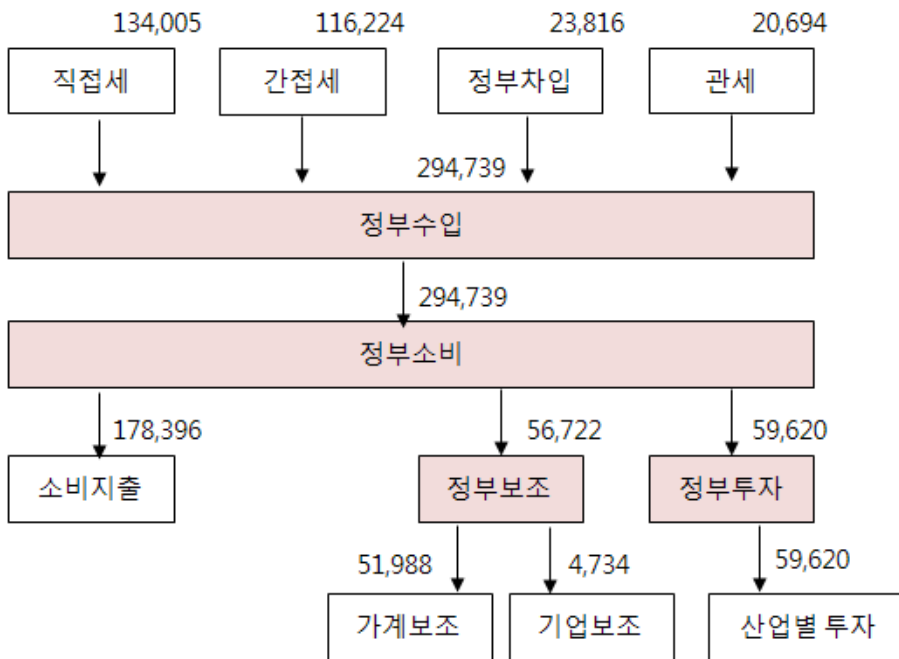 134,005 116,224 23,816 20,694
직접세 간접세 정부차입 관세
294,739
정부수입
294,739
정부소비
178,396 56,722 59,620
소비지출 정부보조 정부투자
51,988 4,734 59,620
가계보조 기업보조 산업별 투자